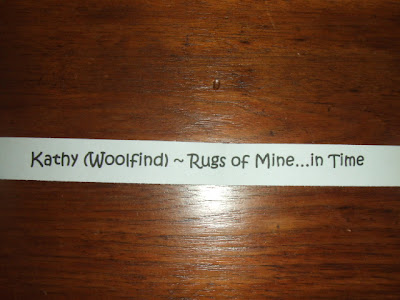 Kathy (Woolfind) ~ Rugs of Mine...in Time